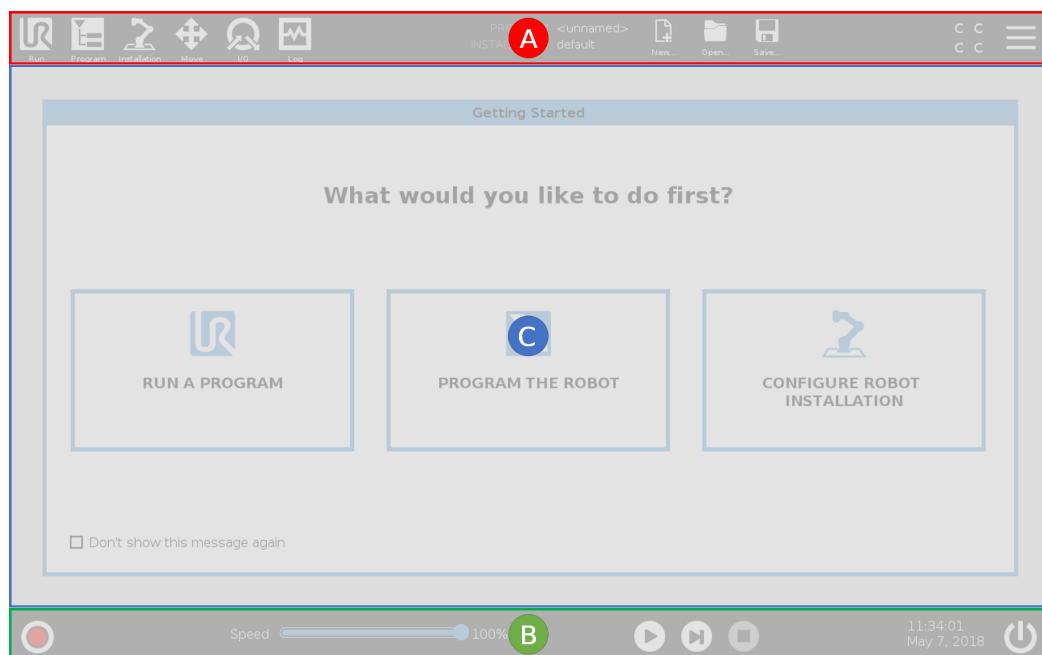 Run Program Installation Move I/O Log
PR
<unnamed>
INSTAL
default
New... Open... Save...
C C
C C
A
Getting Started
What would you like to do first?
C
RUN A PROGRAM
PROGRAM THE ROBOT
CONFIGURE ROBOT
INSTALLATION
Don't show this message again
Speed
100%
B
11:34:01
May 7, 2018